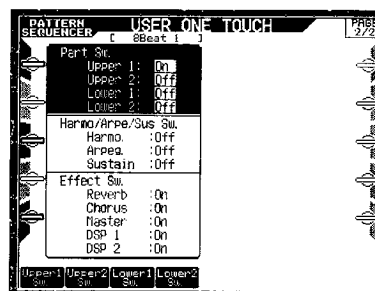 PATTERN SEQUENCER USER ONE TOUCH PAGE 2/2
[ 8Beat 1 ]
Part Sw.
Upper 1: On
Upper 2: Off
Lower 1: Off
Lower 2: Off
Harmo/Arpe/Sus Sw.
Harmo. :Off
Arpeg. :Off
Sustain :Off
Effect Sw.
Reverb :On
Chorus :On
Master :On
DSP 1 :On
DSP 2 :On
Upper1 Sw. Upper2 Sw. Lower1 Sw. Lower2 Sw.